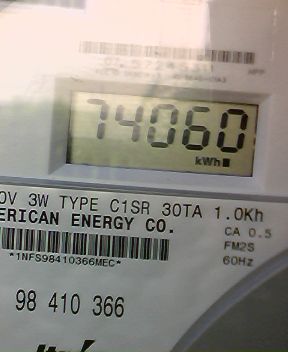 74060
kWh
0V 3W TYPE C1SR 30TA 1.0Kh
ERICAN ENERGY CO.
CA 0.5
FM2S
*1NFS98410366MEC*
60Hz
98 410 366